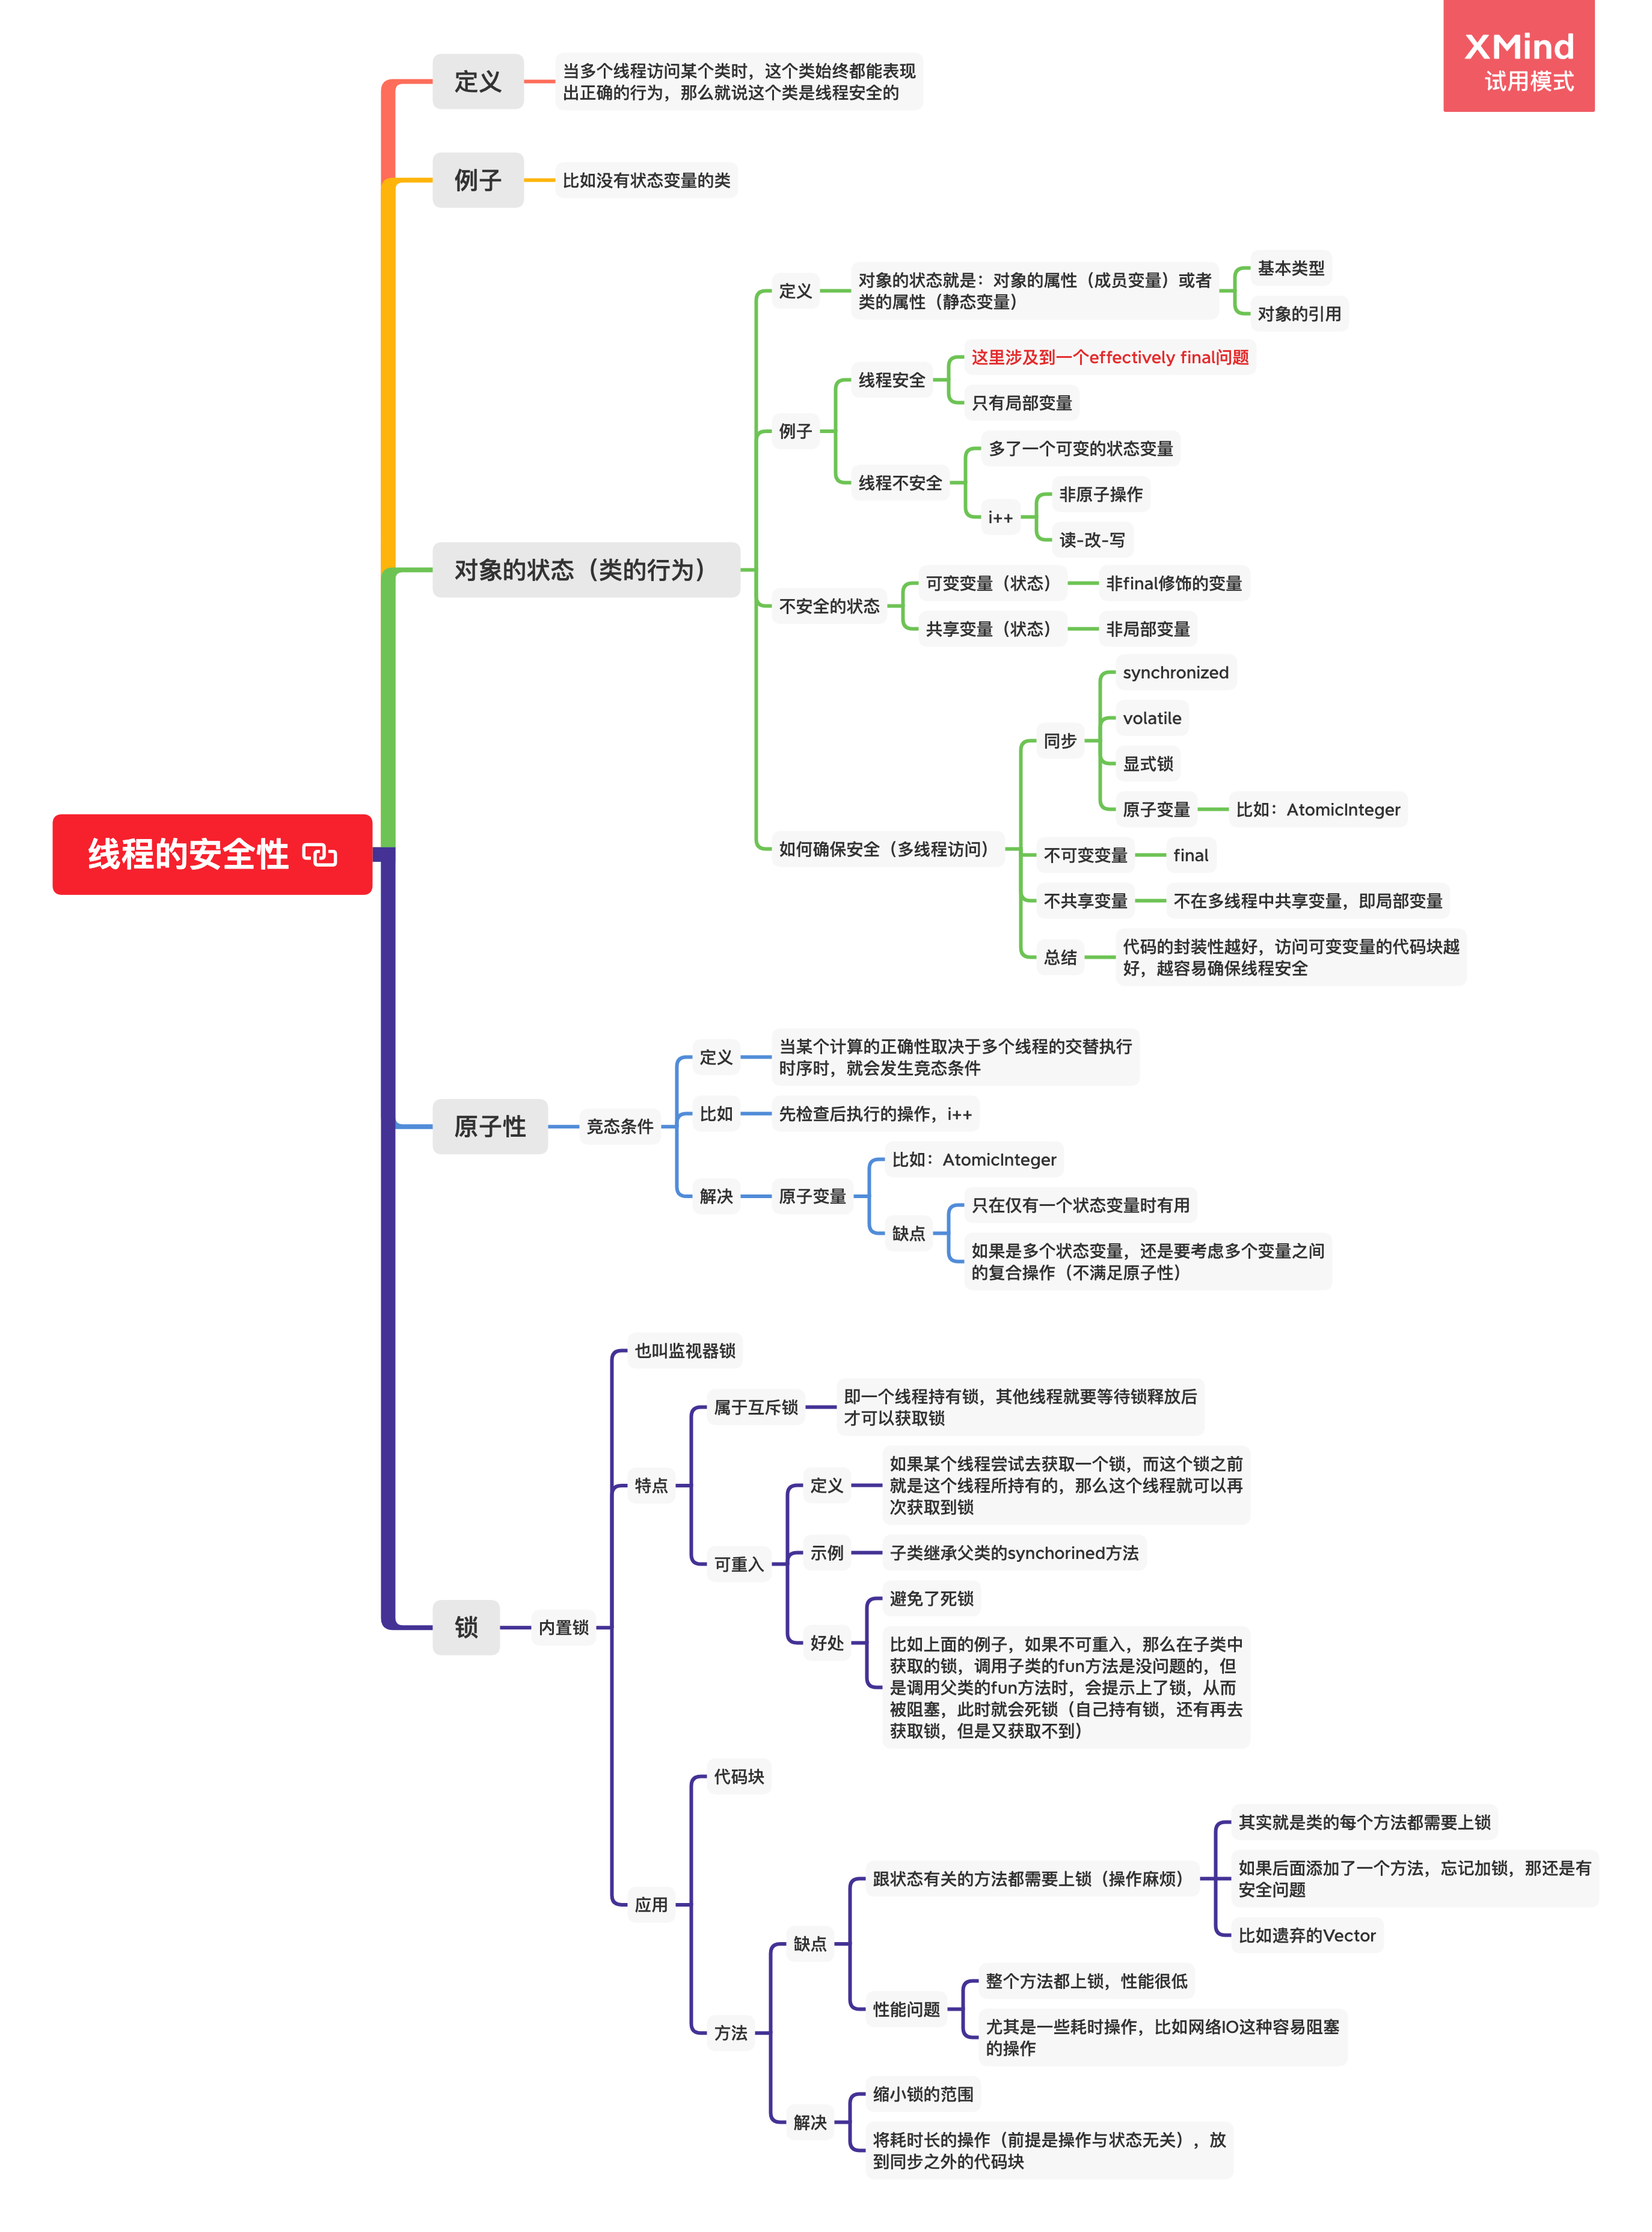 XMind
试用模式
定义
当多个线程访问某个类时，这个类始终都能表现
出正确的行为，那么就说这个类是线程安全的
例子
比如没有状态变量的类
对象的状态（类的行为）
定义
对象的状态就是：对象的属性（成员变量）或者
类的属性（静态变量）
基本类型
对象的引用
例子
线程安全
这里涉及到一个effectively final问题
只有局部变量
线程不安全
多了一个可变的状态变量
i++
非原子操作
读-改-写
不安全的状态
可变变量（状态）
非final修饰的变量
共享变量（状态）
非局部变量
如何确保安全（多线程访问）
同步
synchronized
volatile
显式锁
原子变量
比如：AtomicInteger
不可变变量
final
不共享变量
不在多线程中共享变量，即局部变量
总结
代码的封装性越好，访问可变变量的代码块越
好，越容易确保线程安全
线程的安全性
原子性
竞态条件
定义
当某个计算的正确性取决于多个线程的交替执行
时序时，就会发生竞态条件
比如
先检查后执行的操作，i++
解决
原子变量
比如：AtomicInteger
缺点
只在仅有一个状态变量时有用
如果是多个状态变量，还是要考虑多个变量之间
的复合操作（不满足原子性）
锁
内置锁
也叫监视器锁
特点
属于互斥锁
即一个线程持有锁，其他线程就要等待锁释放后
才可以获取锁
可重入
定义
如果某个线程尝试去获取一个锁，而这个锁之前
就是这个线程所持有的，那么这个线程就可以再
次获取到锁
示例
子类继承父类的synchorined方法
好处
避免了死锁
比如上面的例子，如果不可重入，那么在子类中
获取的锁，调用子类的fun方法是没问题的，但
是调用父类的fun方法时，会提示上了锁，从而
被阻塞，此时就会死锁（自己持有锁，还有再去
获取锁，但是又获取不到）
应用
代码块
方法
缺点
跟状态有关的方法都需要上锁（操作麻烦）
其实就是类的每个方法都需要上锁
如果后面添加了一个方法，忘记加锁，那还是有
安全问题
比如遗弃的Vector
性能问题
整个方法都上锁，性能很低
尤其是一些耗时操作，比如网络IO这种容易阻塞
的操作
解决
缩小锁的范围
将耗时长的操作（前提是操作与状态无关），放
到同步之外的代码块